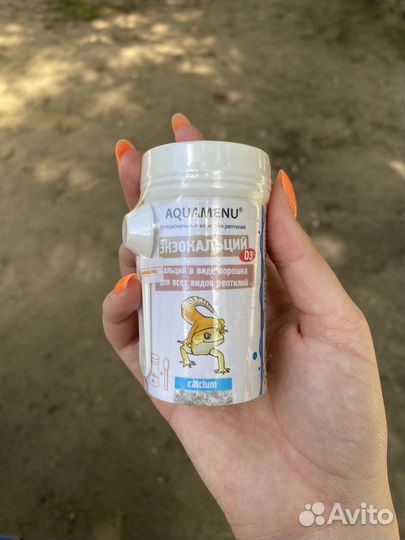 AQUAMENU®
функциональный корм для рептилий
ЭКЗОКАЛЬЦИЙ
D3
кальций в виде порошка
для всех видов рептилий
calcium
Avito